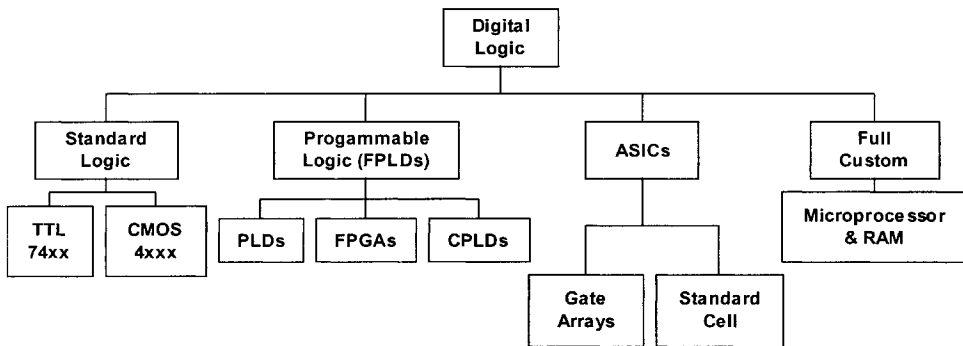 Digital
Logic
Standard
Logic
Progammable
Logic (FPLDs)
ASICs
Full
Custom
TTL
74xx
CMOS
4xxx
PLDs
FPGAs
CPLDs
Microprocessor
& RAM
Gate
Arrays
Standard
Cell